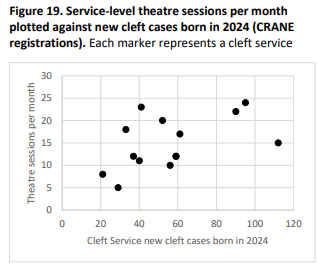 Figure 19. Service-level theatre sessions per month
plotted against new cleft cases born in 2024 (CRANE
registrations). Each marker represents a cleft service
30
25
20
15
10
5
0
Theatre sessions per month
0 20 40 60 80 100 120
Cleft Service new cleft cases born in 2024